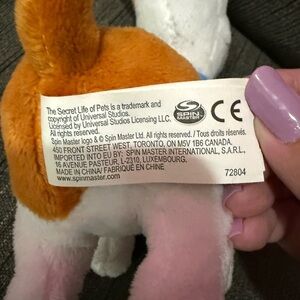 The Secret Life of Pets is a trademark and
copyright of Universal Studios.
Licensed by Universal Studios Licensing LLC.
All rights reserved.
SPIN MASTER
CE
Spin Master logo & © Spin Master Ltd. All rights reserved. / Tous droits réservés.
450 FRONT STREET WEST, TORONTO, ON M5V 1B6 CANADA.
IMPORTED INTO EU BY: SPIN MASTER INTERNATIONAL, S.A.R.L.,
16 AVENUE PASTEUR, L-2310, LUXEMBOURG.
MADE IN CHINA/ FABRIQUÉ EN CHINE
www.spinmaster.com
72804